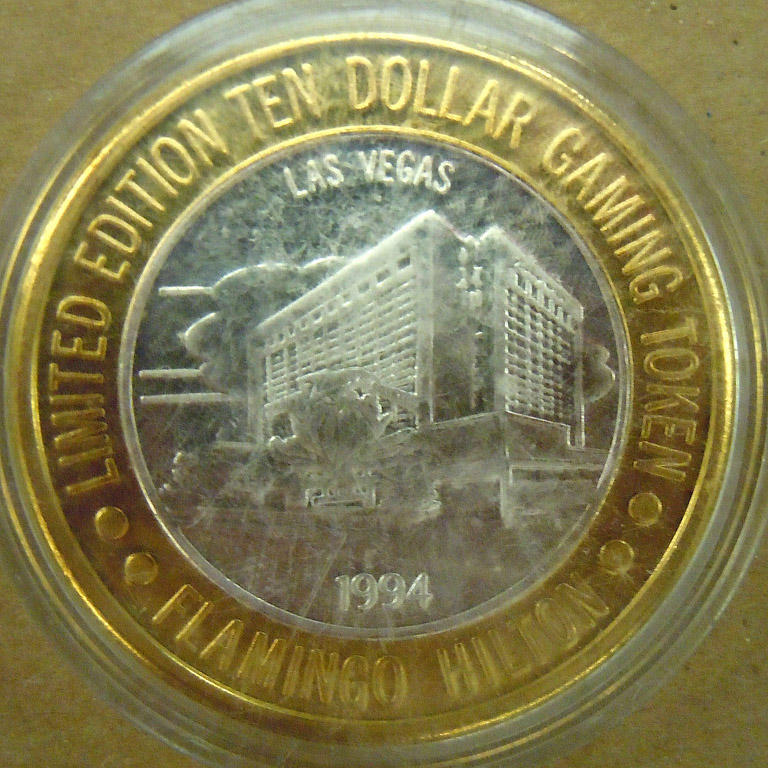 LIMITED EDITION TEN DOLLAR GAMING TOKEN
LAS VEGAS
1994
FLAMINGO HILTON